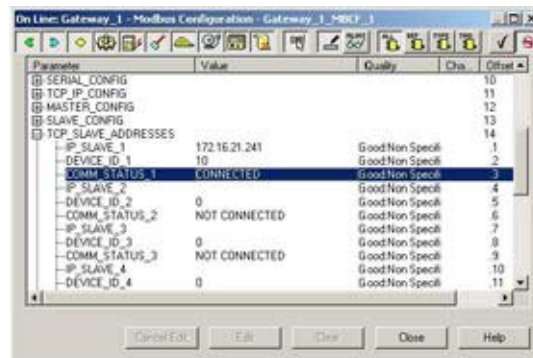 On Line: Gateway_1 - Modbus Configuration - Gateway_1_MBCF_1
Parameter Value Quality Cha... Offset
SERIAL_CONFIG 10
TCP_IP_CONFIG 11
MASTER_CONFIG 12
SLAVE_CONFIG 13
TCP_SLAVE_ADDRESSES 14
IP_SLAVE_1 172.16.21.241 Good:Non Specifi .1
DEVICE_ID_1 10 Good:Non Specifi .2
COMM_STATUS_1 CONNECTED Good:Non Specifi .3
IP_SLAVE_2 Good:Non Specifi .4
DEVICE_ID_2 0 Good:Non Specifi .5
COMM_STATUS_2 NOT CONNECTED Good:Non Specifi .6
IP_SLAVE_3 Good:Non Specifi .7
DEVICE_ID_3 0 Good:Non Specifi .8
COMM_STATUS_3 NOT CONNECTED Good:Non Specifi .9
IP_SLAVE_4 Good:Non Specifi .10
DEVICE_ID_4 0 Good:Non Specifi .11
Cancel Edit Edit Clear Close Help